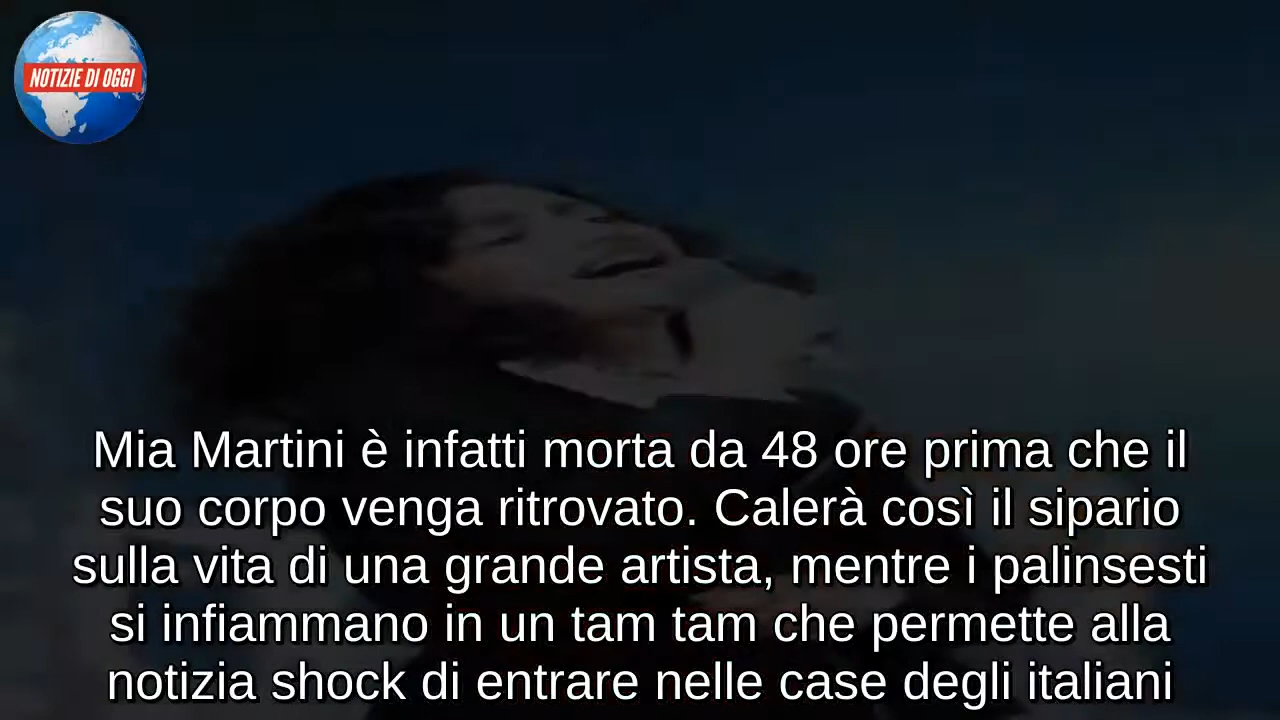 NOTIZIE DI OGGI
Mia Martini è infatti morta da 48 ore prima che il
suo corpo venga ritrovato. Calerà così il sipario
sulla vita di una grande artista, mentre i palinsesti
si infiammano in un tam tam che permette alla
notizia shock di entrare nelle case degli italiani